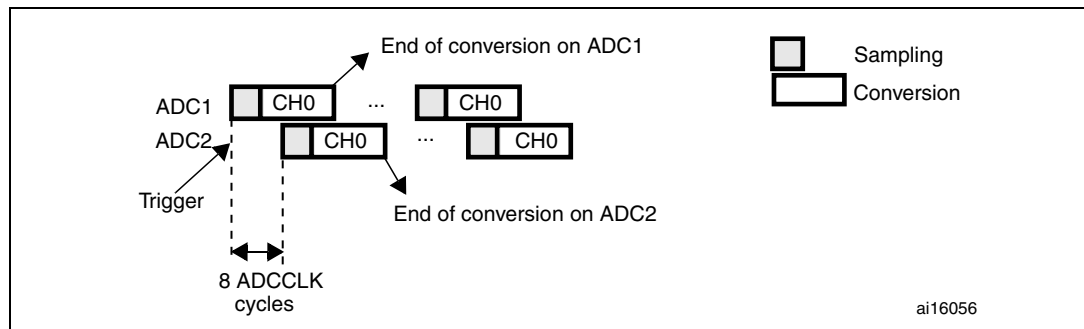 End of conversion on ADC1
Sampling
Conversion
ADC1
CH0
...
CH0
ADC2
CH0
...
CH0
Trigger
End of conversion on ADC2
8 ADCCLK
cycles
ai16056